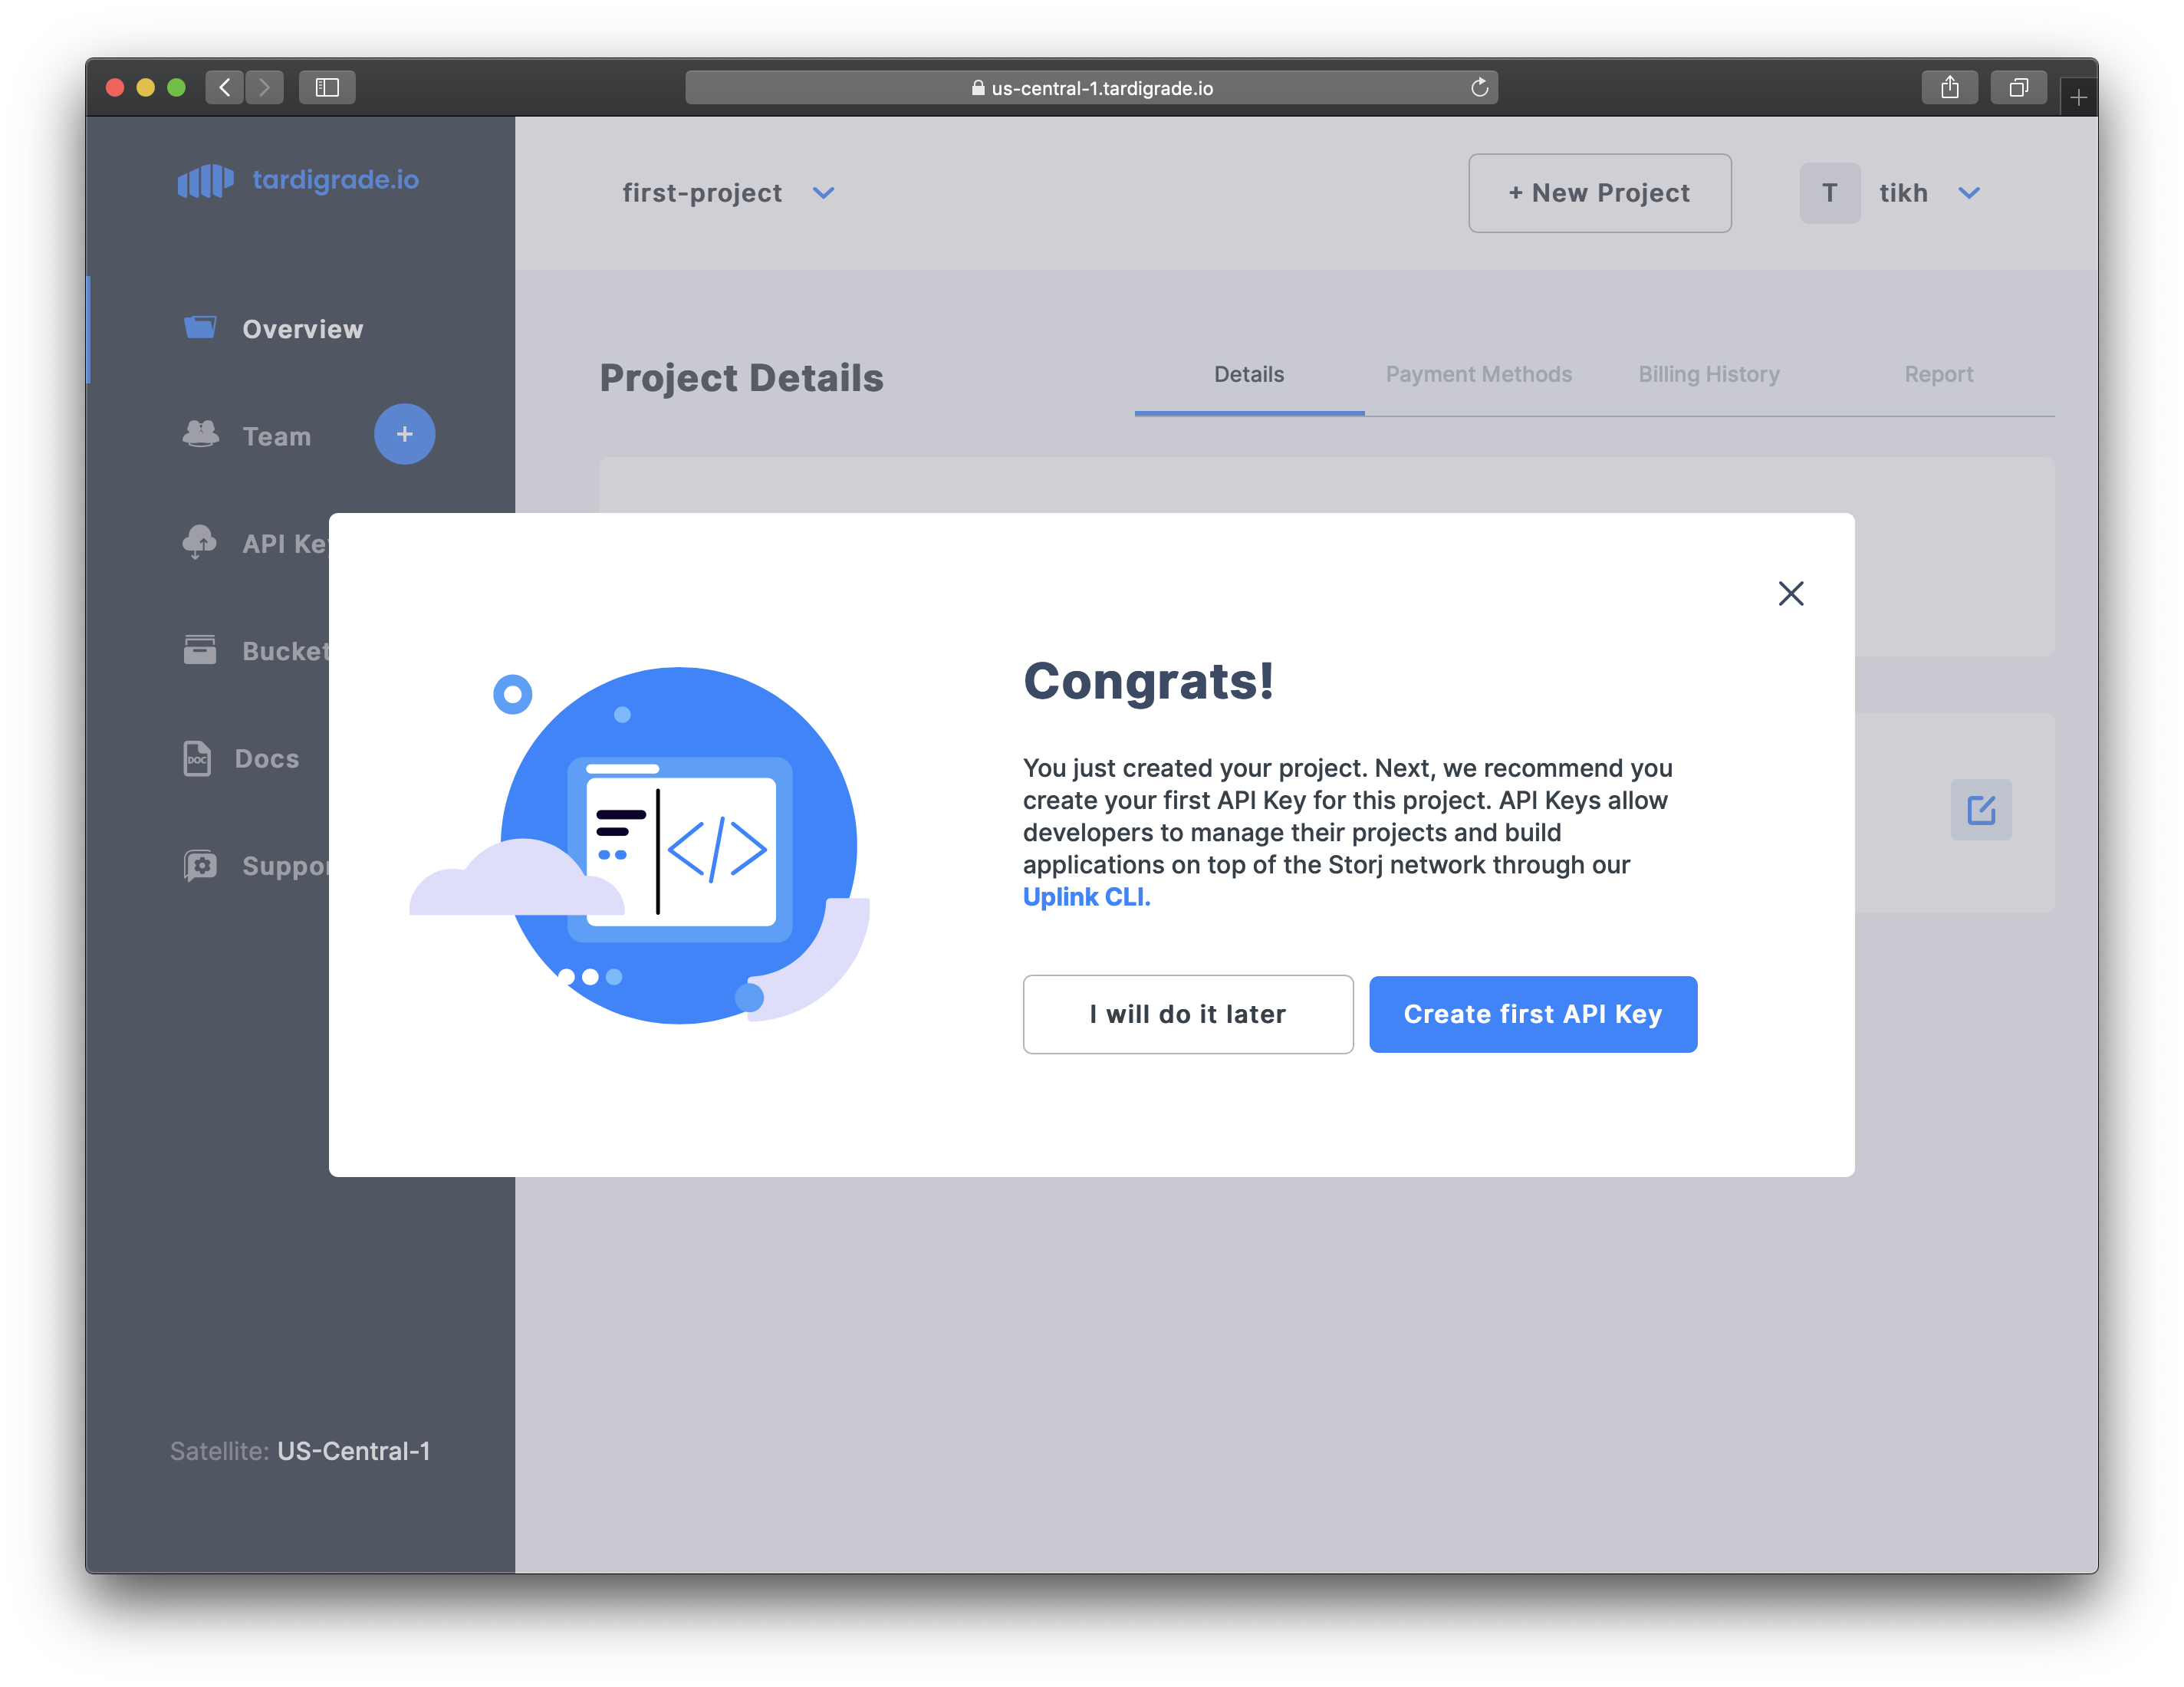 us-central-1.tardigrade.io
tardigrade.io
first-project
+ New Project
T
tikh
Overview
Team
+
API Key
Bucket
DOC
Docs
Suppor
Satellite: US-Central-1
Project Details
Details
Payment Methods
Billing History
Report
Congrats!
You just created your project. Next, we recommend you
create your first API Key for this project. API Keys allow
developers to manage their projects and build
applications on top of the Storj network through our
Uplink CLI.
I will do it later
Create first API Key